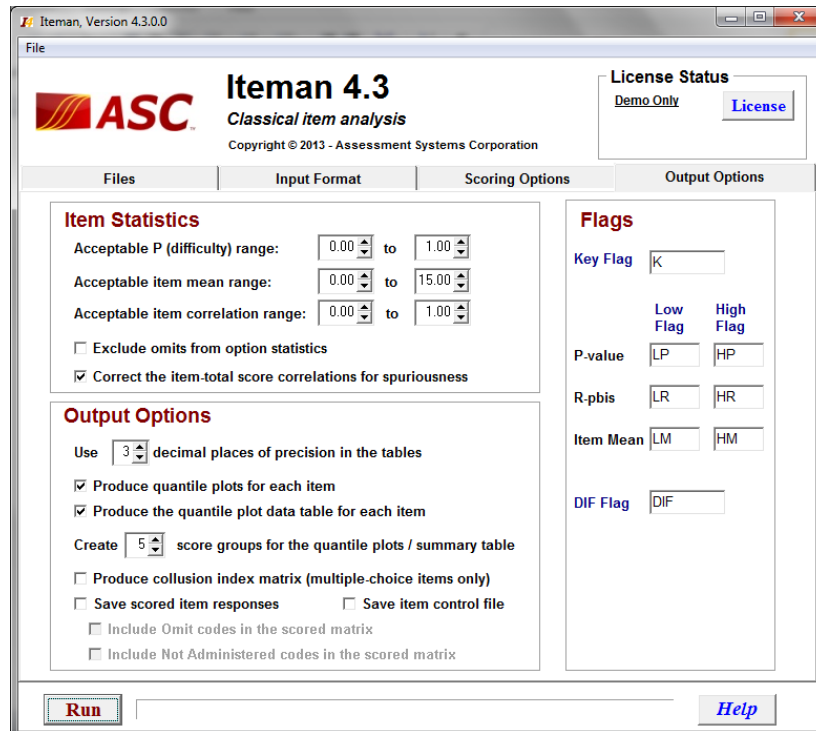 Iteman, Version 4.3.0.0
File
ASC
Iteman 4.3
Classical item analysis
Copyright © 2013 - Assessment Systems Corporation
License Status
Demo Only
License
Files
Input Format
Scoring Options
Output Options
Item Statistics
Acceptable P (difficulty) range: 0.00 to 1.00
Acceptable item mean range: 0.00 to 15.00
Acceptable item correlation range: 0.00 to 1.00
Exclude omits from option statistics
Correct the item-total score correlations for spuriousness
Output Options
Use 3 decimal places of precision in the tables
Produce quantile plots for each item
Produce the quantile plot data table for each item
Create 5 score groups for the quantile plots / summary table
Produce collusion index matrix (multiple-choice items only)
Save scored item responses Save item control file
Include Omit codes in the scored matrix
Include Not Administered codes in the scored matrix
Flags
Key Flag K
Low High
Flag Flag
P-value LP HP
R-pbis LR HR
Item Mean LM HM
DIF Flag DIF
Run
Help